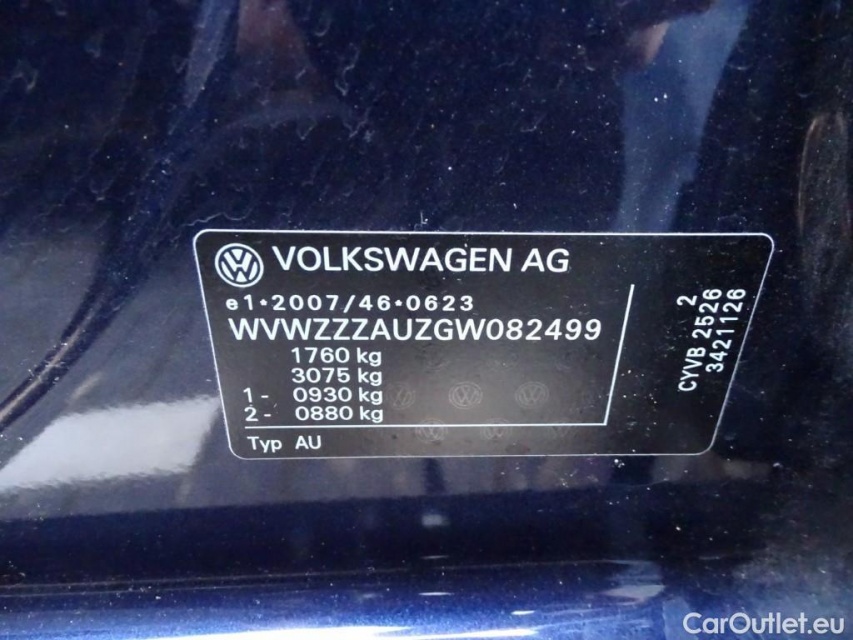 VOLKSWAGEN AG
e1*2007/46*0623
WVWZZZAUZGW082499
1760 kg
3075 kg
1- 0930 kg
2- 0880 kg
Typ AU
2
CYVB 2526
3421126
CarOutlet.eu